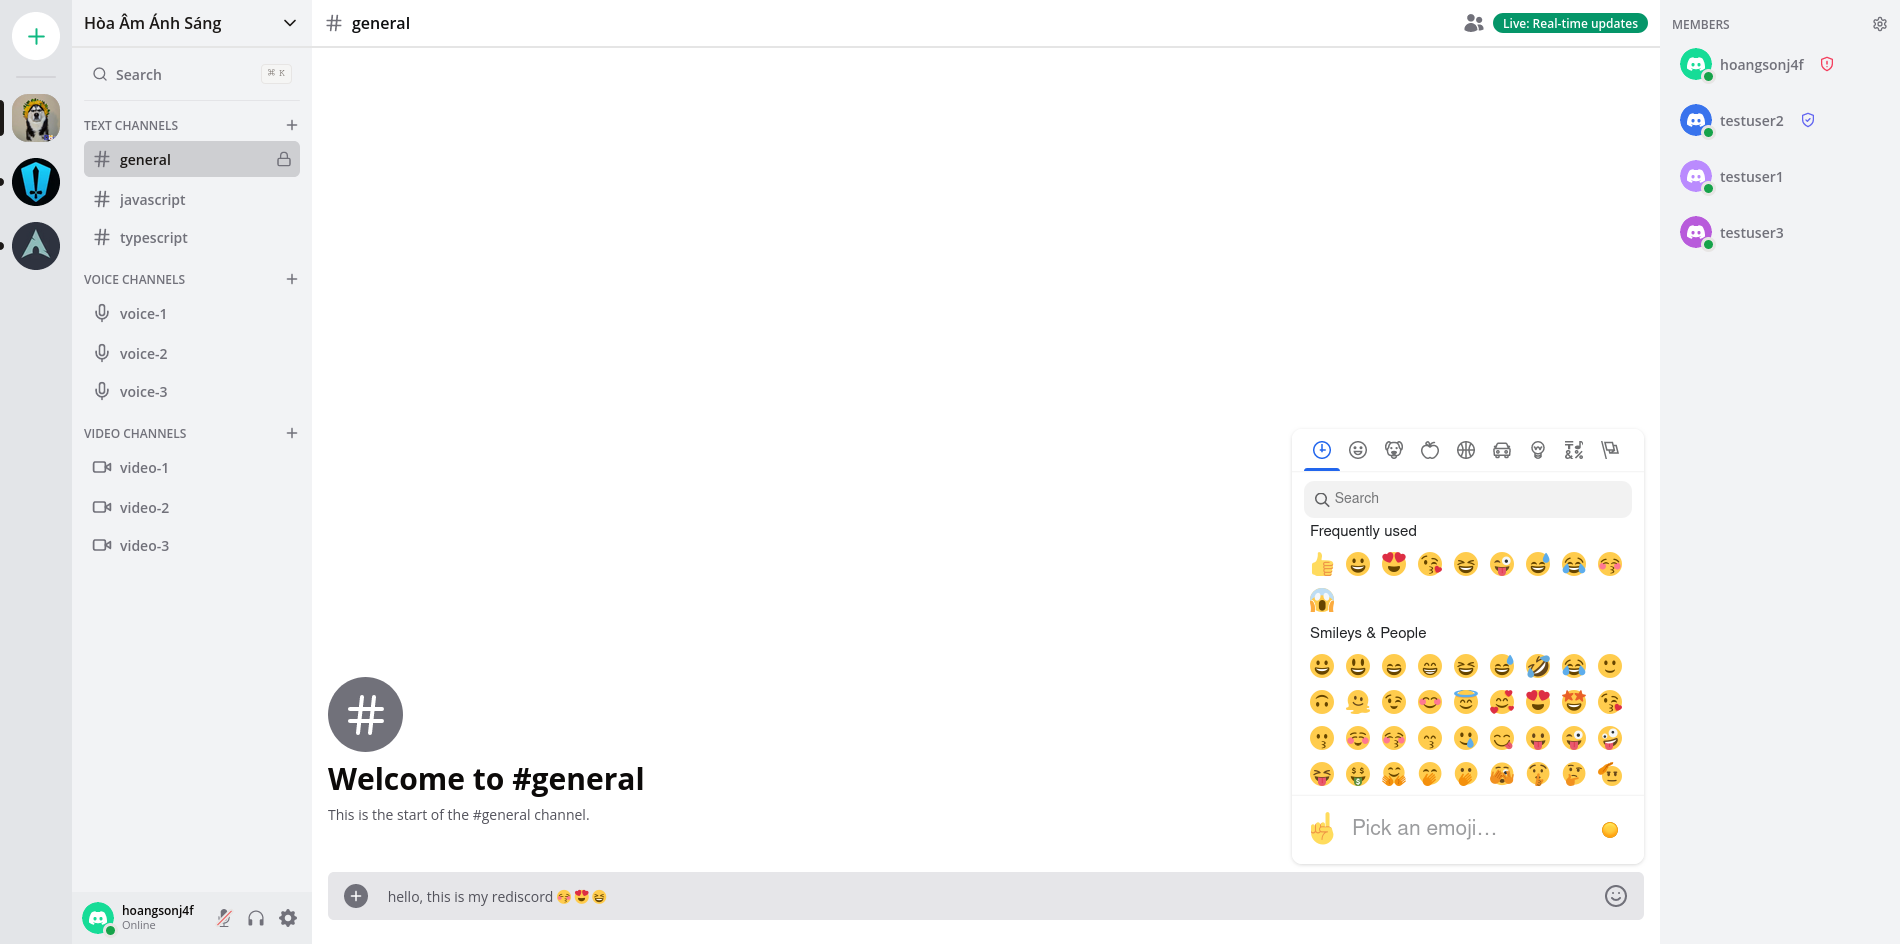 Hòa Âm Ánh Sáng
Search
⌘ K
TEXT CHANNELS
general
javascript
typescript
VOICE CHANNELS
voice-1
voice-2
voice-3
VIDEO CHANNELS
video-1
video-2
video-3
hoangsonj4f
Online
# general
Live: Real-time updates
Welcome to #general
This is the start of the #general channel.
hello, this is my rediscord 😚😍😆
Search
Frequently used
Smileys & People
Pick an emoji...
MEMBERS
hoangsonj4f
testuser2
testuser1
testuser3